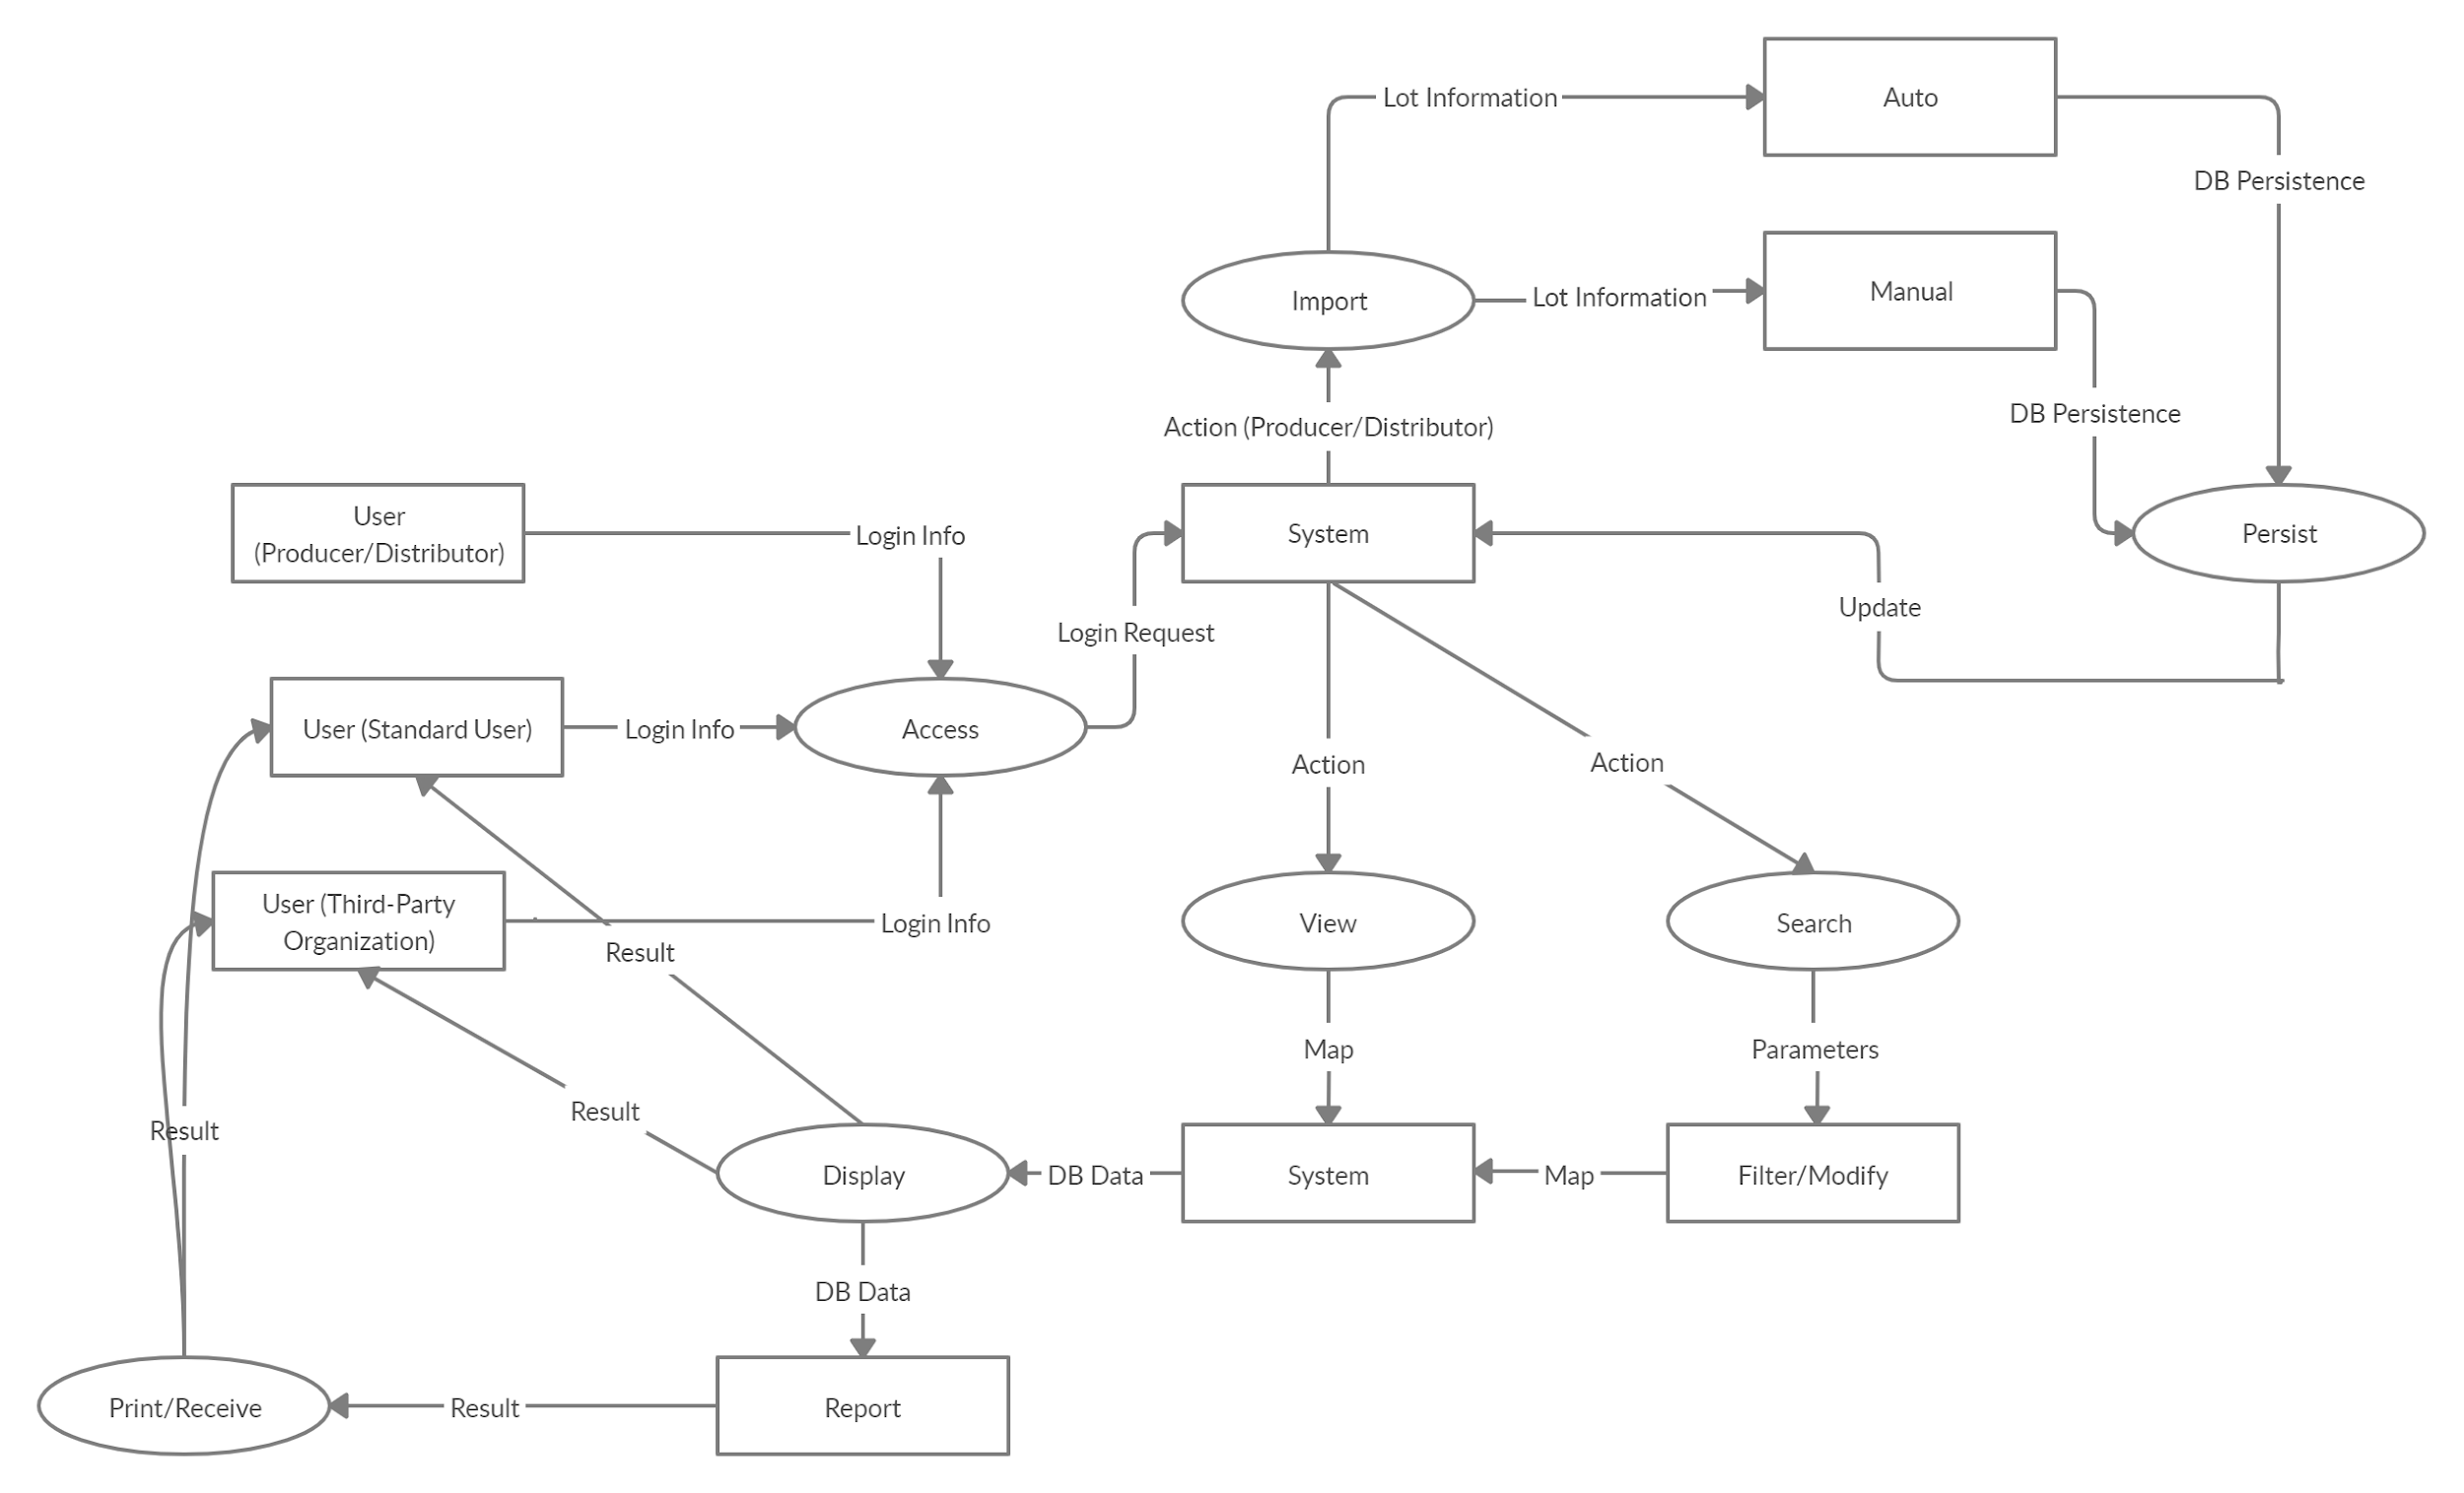 Lot Information
Auto
DB Persistence
Import
Lot Information
Manual
Action (Producer/Distributor)
DB Persistence
User
(Producer/Distributor)
Login Info
System
Persist
Login Request
Update
User (Standard User)
Login Info
Access
Action
Action
User (Third-Party
Organization)
Login Info
View
Search
Result
Map
Parameters
Result
Result
Display
DB Data
System
Map
Filter/Modify
DB Data
Print/Receive
Result
Report